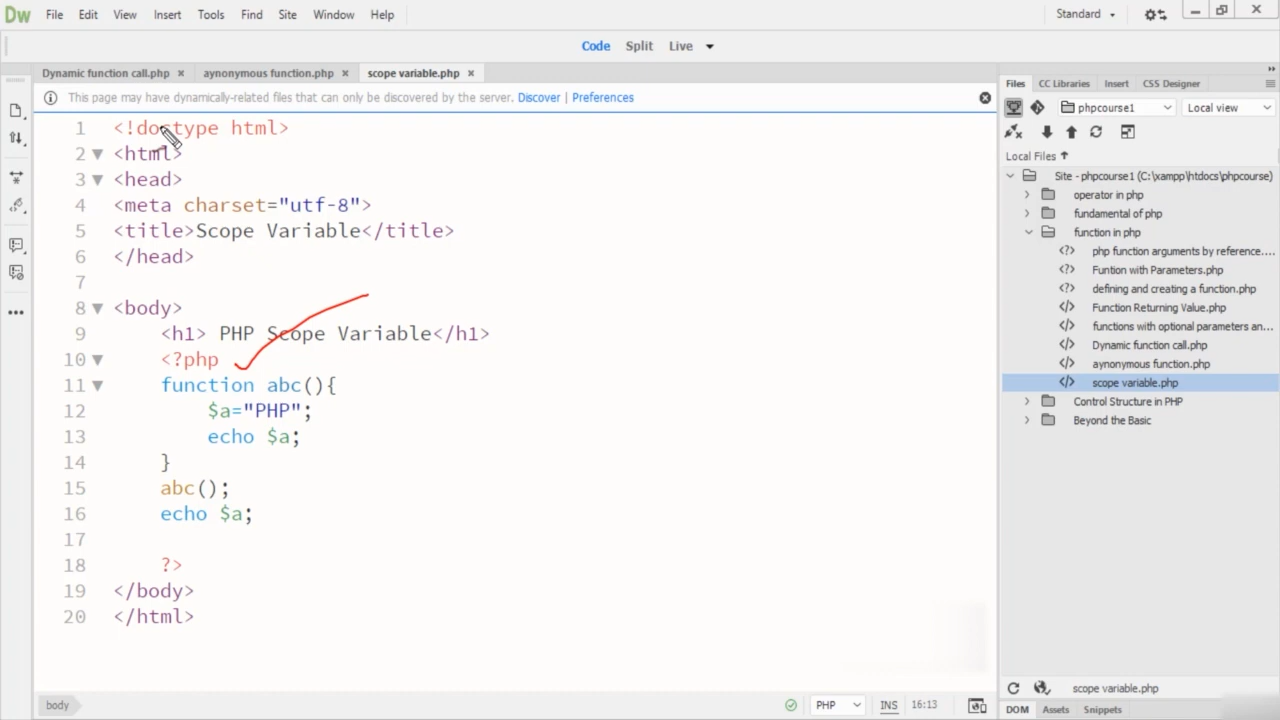 Dw File Edit View Insert Tools Find Site Window Help Standard
Code Split Live
Dynamic function call.php × aynonymous function.php × scope variable.php ×
This page may have dynamically-related files that can only be discovered by the server. Discover | Preferences
1 <!doctype html>
2 <html>
3 <head>
4 <meta charset="utf-8">
5 <title>Scope Variable</title>
6 </head>
7
8 <body>
9 <h1> PHP Scope Variable</h1>
10 <?php
11 function abc(){
12 $a="PHP";
13 echo $a;
14 }
15 abc();
16 echo $a;
17
18 ?>
19 </body>
20 </html>
body PHP INS 16:13
Files CC Libraries Insert CSS Designer
phpcourse1 Local view
Local Files
Site - phpcourse1 (C:\xampp\htdocs\phpcourse)
operator in php
fundamental of php
function in php
php function arguments by reference....
Funtion with Parameters.php
defining and creating a function.php
Function Returning Value.php
functions with optional parameters an...
Dynamic function call.php
aynonymous function.php
scope variable.php
Control Structure in PHP
Beyond the Basic
scope variable.php
DOM Assets Snippets